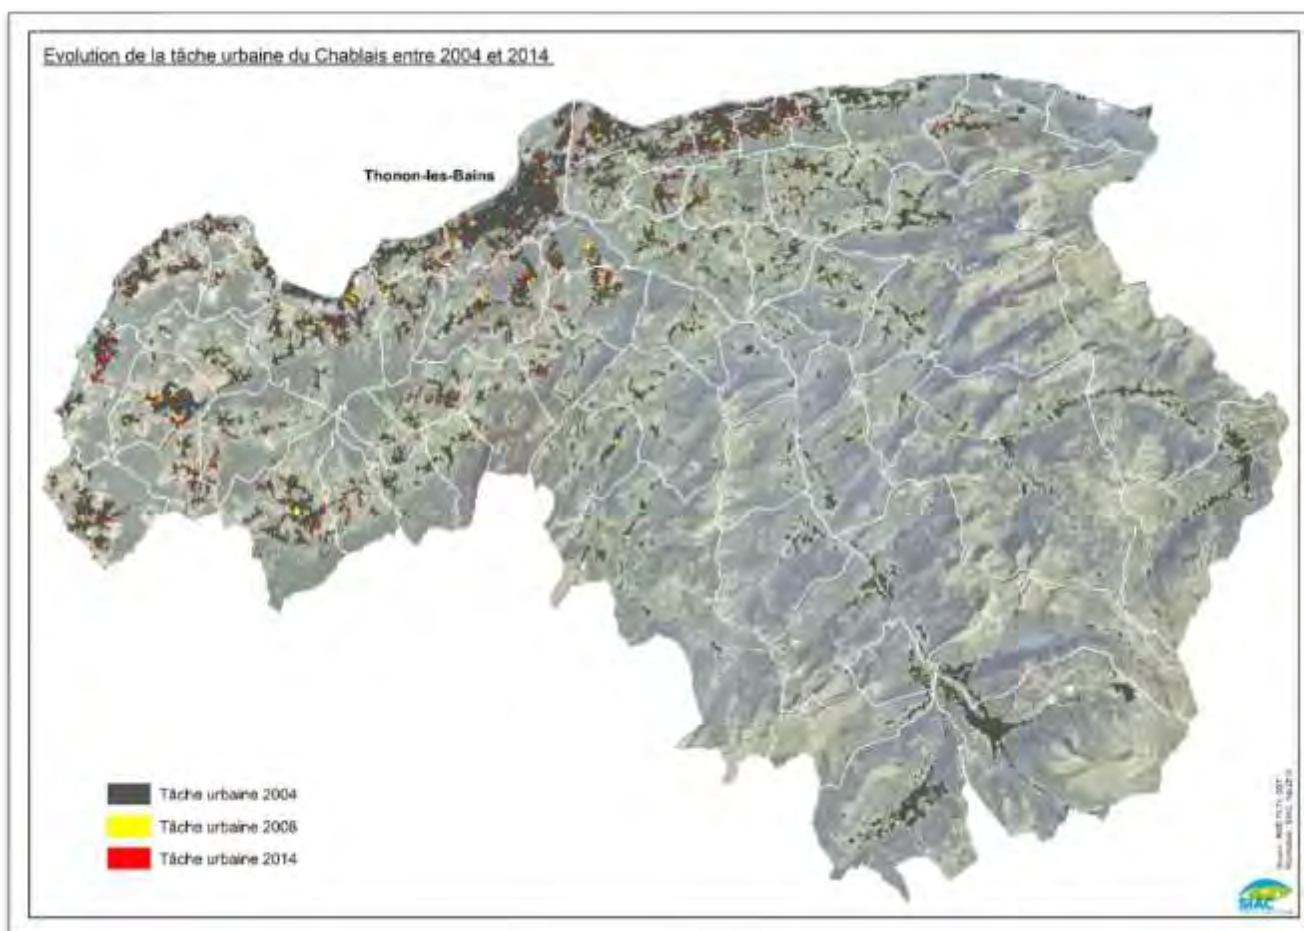 Evolution de la tâche urbaine du Chablais entre 2004 et 2014
Thonon-les-Bains
Tâche urbaine 2004
Tâche urbaine 2008
Tâche urbaine 2014
SIAC